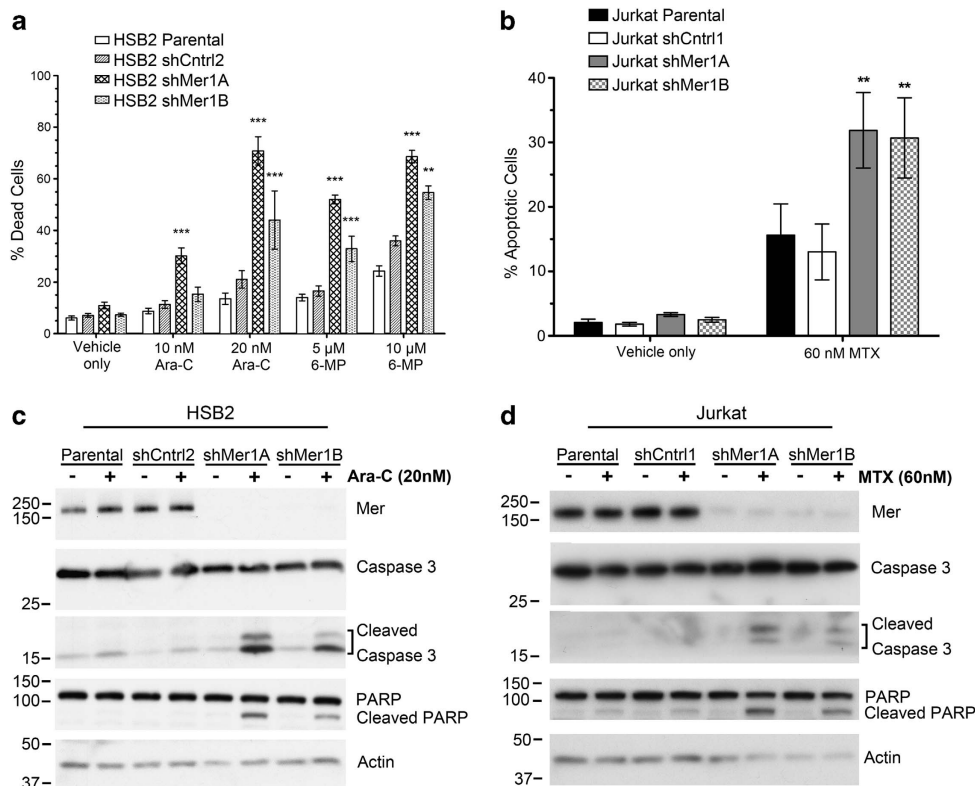 a
HSB2 Parental
HSB2 shCntrl2
HSB2 shMer1A
HSB2 shMer1B
% Dead Cells
100
80
60
40
20
0
***
***
***
***
***
***
**
Vehicle only
10 nM Ara-C
20 nM Ara-C
5 µM 6-MP
10 µM 6-MP
b
Jurkat Parental
Jurkat shCntrl1
Jurkat shMer1A
Jurkat shMer1B
% Apoptotic Cells
40
30
20
10
0
**
**
Vehicle only
60 nM MTX
c
HSB2
Parental shCntrl2 shMer1A shMer1B
- + - + - + - + Ara-C (20nM)
250
150
Mer
Caspase 3
25
Cleaved
Caspase 3
15
150
100
PARP
Cleaved PARP
50
Actin
37
d
Jurkat
Parental shCntrl1 shMer1A shMer1B
- + - + - + - + MTX (60nM)
250
150
Mer
Caspase 3
25
Cleaved
Caspase 3
15
150
100
PARP
Cleaved PARP
50
Actin
37